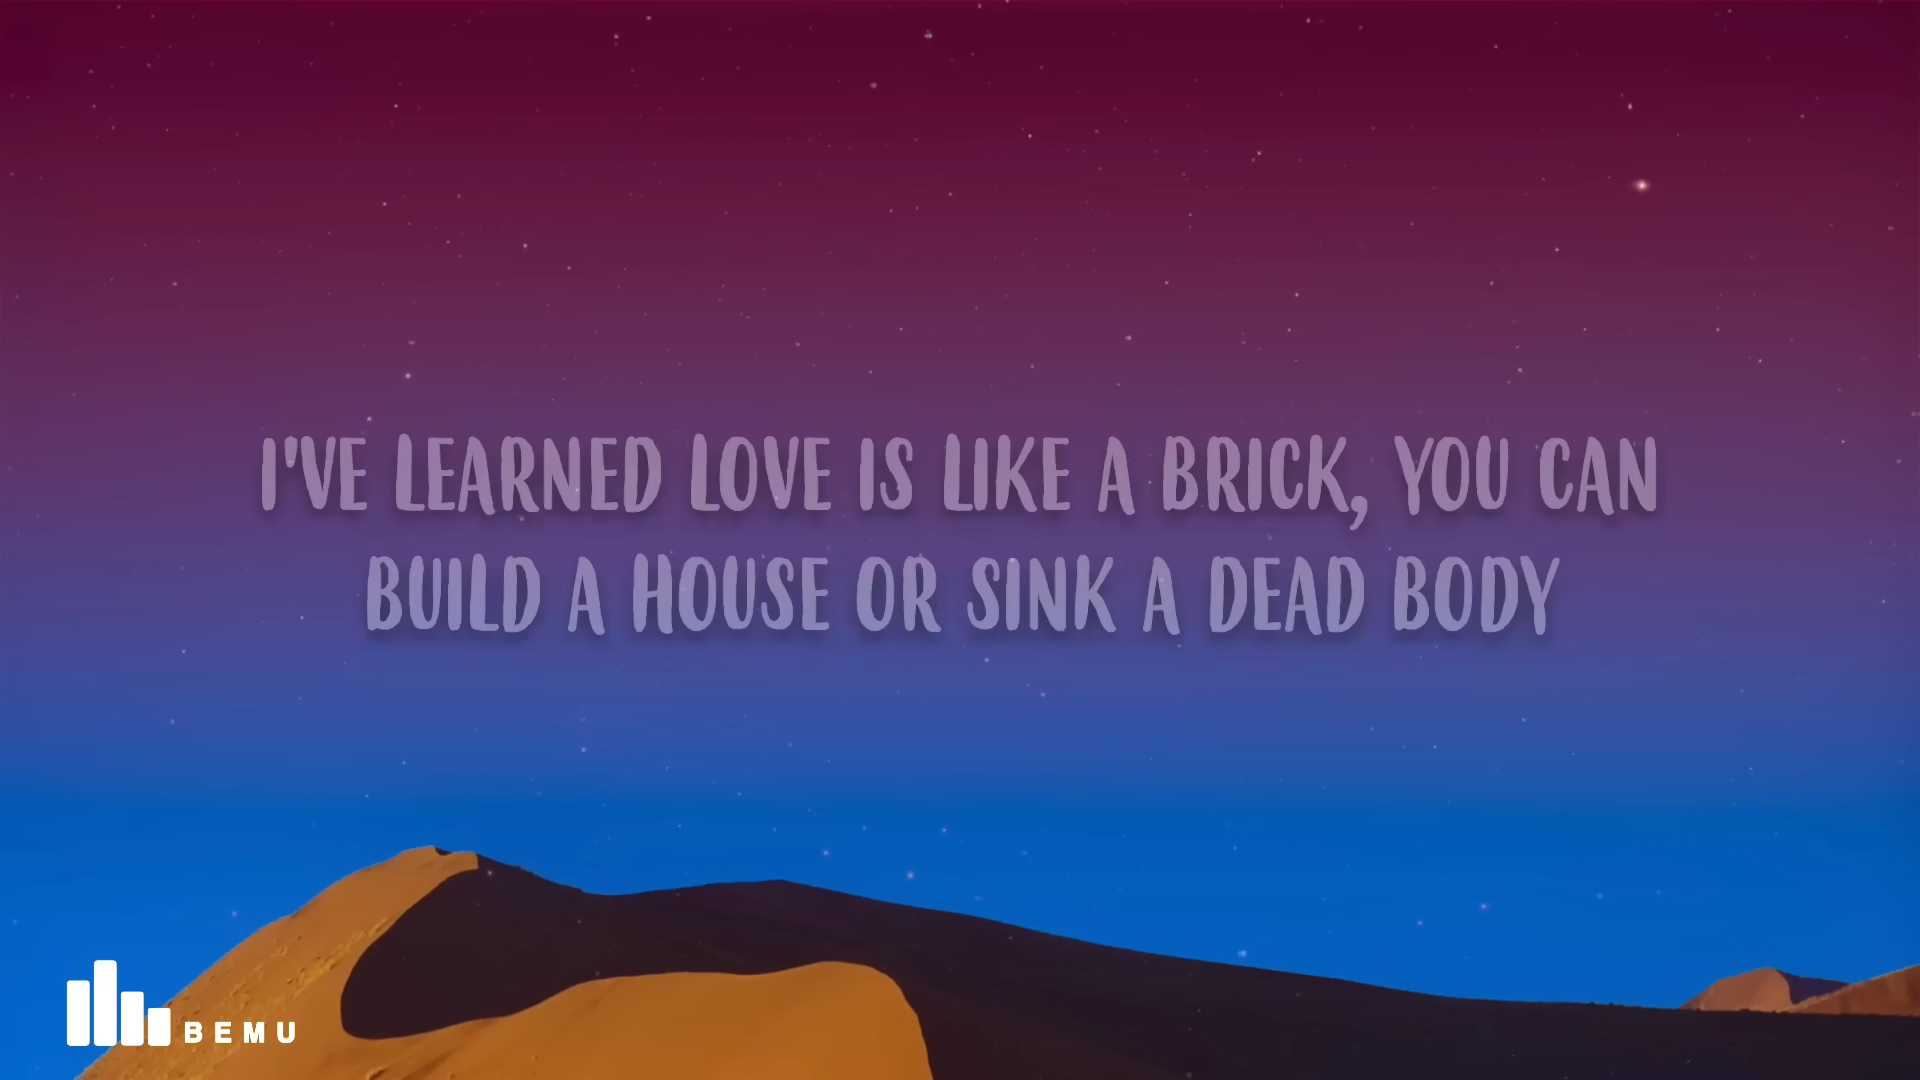 I'VE LEARNED LOVE IS LIKE A BRICK, YOU CAN
BUILD A HOUSE OR SINK A DEAD BODY
BEMU